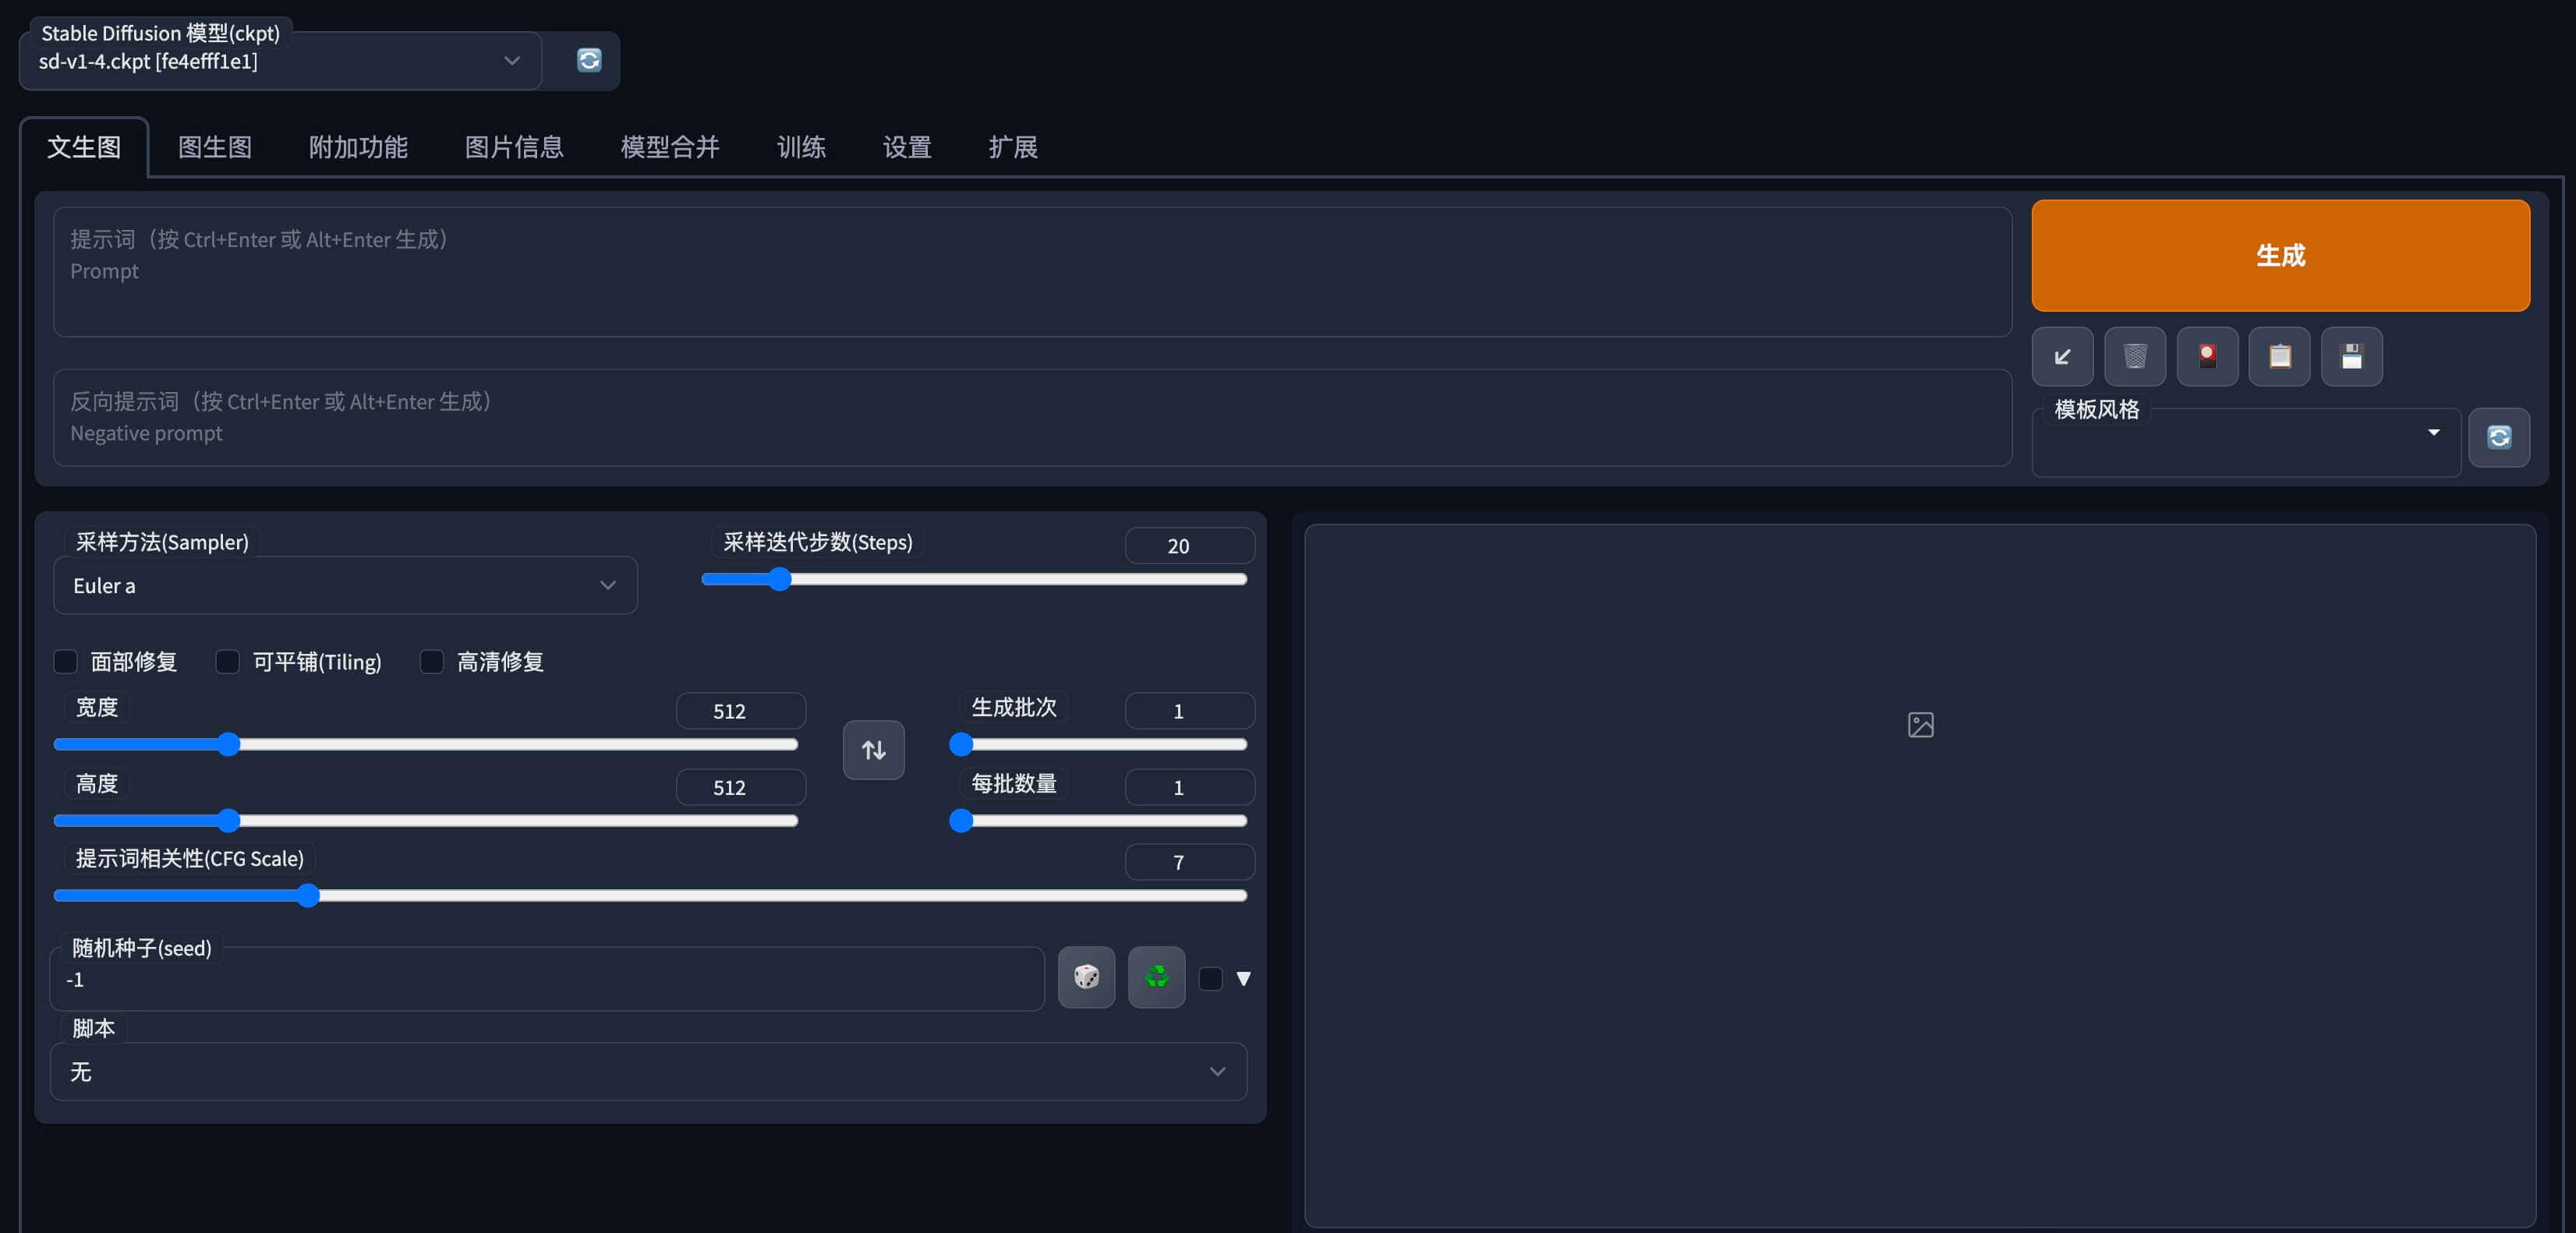 Stable Diffusion 模型(ckpt)
sd-v1-4.ckpt [fe4efff1e1]
文生图 图生图 附加功能 图片信息 模型合并 训练 设置 扩展
提示词（按 Ctrl+Enter 或 Alt+Enter 生成）
Prompt
生成
反向提示词（按 Ctrl+Enter 或 Alt+Enter 生成）
Negative prompt
模板风格
采样方法(Sampler)
Euler a
采样迭代步数(Steps)
20
面部修复 可平铺(Tiling) 高清修复
宽度
512
高度
512
生成批次
1
每批数量
1
提示词相关性(CFG Scale)
7
随机种子(seed)
-1
脚本
无